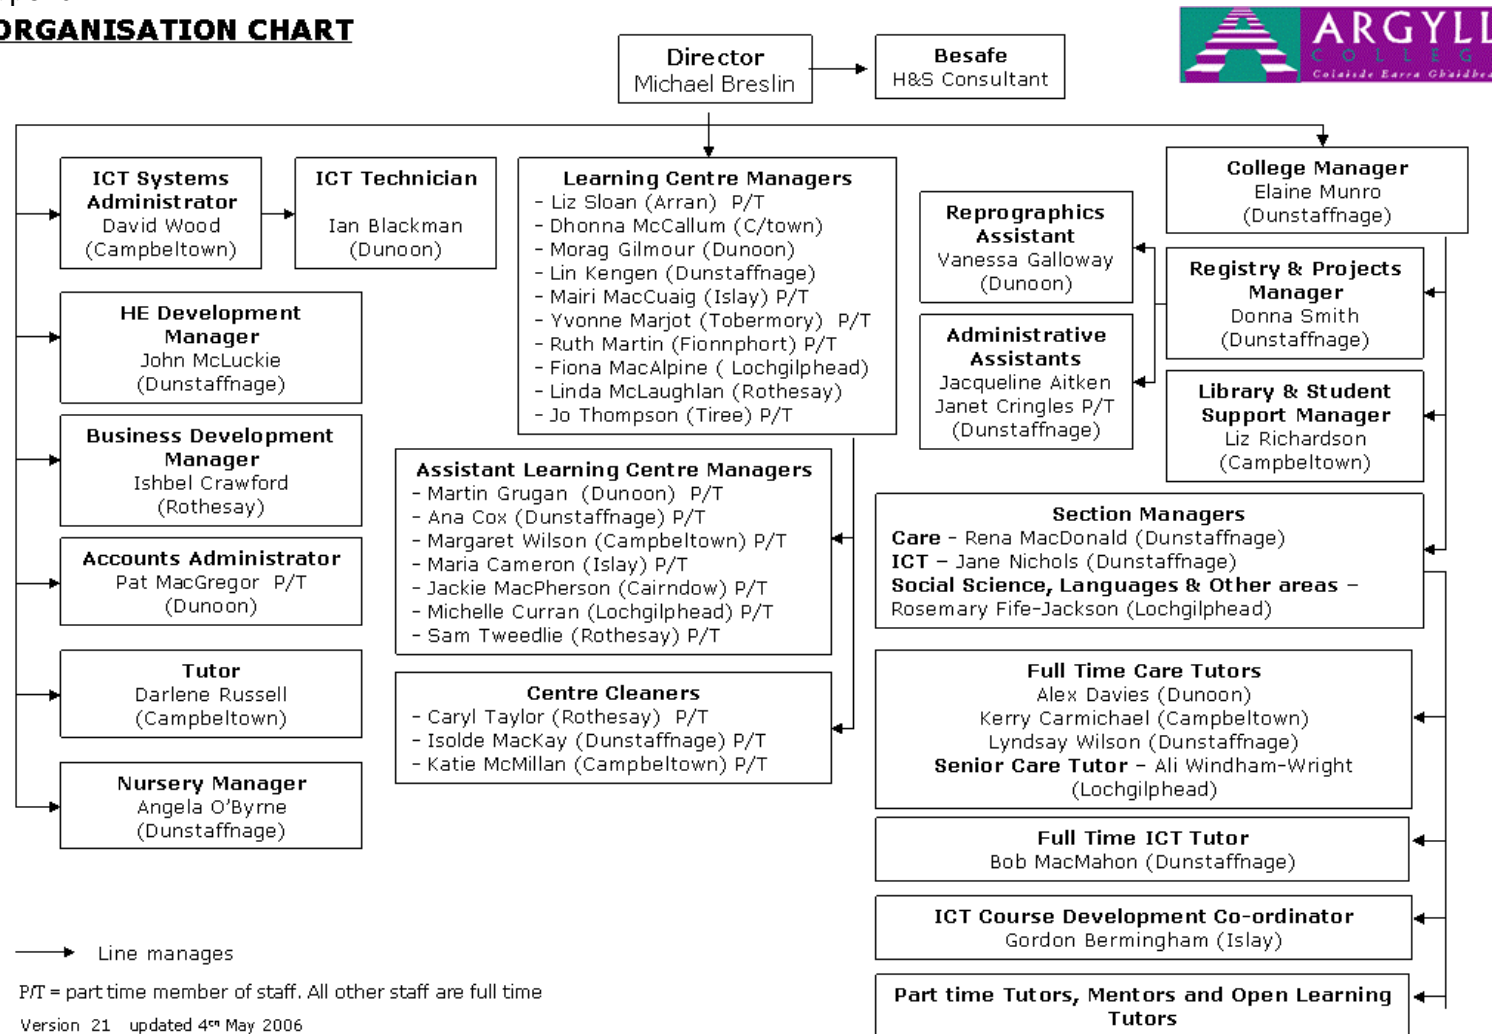 ORGANISATION CHART
ARGYLL
COLLEGE
Colaisde Earra Ghaidhea
Director
Michael Breslin
Besafe
H&S Consultant
ICT Systems
Administrator
David Wood
(Campbeltown)
ICT Technician
Ian Blackman
(Dunoon)
HE Development
Manager
John McLuckie
(Dunstaffnage)
Business Development
Manager
Ishbel Crawford
(Rothesay)
Accounts Administrator
Pat MacGregor P/T
(Dunoon)
Tutor
Darlene Russell
(Campbeltown)
Nursery Manager
Angela O'Byrne
(Dunstaffnage)
Learning Centre Managers
- Liz Sloan (Arran) P/T
- Dhonna McCallum (C/town)
- Morag Gilmour (Dunoon)
- Lin Kengen (Dunstaffnage)
- Mairi MacCuaig (Islay) P/T
- Yvonne Marjot (Tobermory) P/T
- Ruth Martin (Fionnphort) P/T
- Fiona MacAlpine ( Lochgilphead)
- Linda McLaughlan (Rothesay)
- Jo Thompson (Tiree) P/T
Assistant Learning Centre Managers
- Martin Grugan (Dunoon) P/T
- Ana Cox (Dunstaffnage) P/T
- Margaret Wilson (Campbeltown) P/T
- Maria Cameron (Islay) P/T
- Jackie MacPherson (Cairndow) P/T
- Michelle Curran (Lochgilphead) P/T
- Sam Tweedlie (Rothesay) P/T
Centre Cleaners
- Caryl Taylor (Rothesay) P/T
- Isolde MacKay (Dunstaffnage) P/T
- Katie McMillan (Campbeltown) P/T
College Manager
Elaine Munro
(Dunstaffnage)
Reprographics
Assistant
Vanessa Galloway
(Dunoon)
Administrative
Assistants
Jacqueline Aitken
Janet Cringles P/T
(Dunstaffnage)
Registry & Projects
Manager
Donna Smith
(Dunstaffnage)
Library & Student
Support Manager
Liz Richardson
(Campbeltown)
Section Managers
Care - Rena MacDonald (Dunstaffnage)
ICT – Jane Nichols (Dunstaffnage)
Social Science, Languages & Other areas –
Rosemary Fife-Jackson (Lochgilphead)
Full Time Care Tutors
Alex Davies (Dunoon)
Kerry Carmichael (Campbeltown)
Lyndsay Wilson (Dunstaffnage)
Senior Care Tutor – Ali Windham-Wright
(Lochgilphead)
Full Time ICT Tutor
Bob MacMahon (Dunstaffnage)
ICT Course Development Co-ordinator
Gordon Bermingham (Islay)
Part time Tutors, Mentors and Open Learning
Tutors
Line manages
P/T = part time member of staff. All other staff are full time
Version 21 updated 4th May 2006